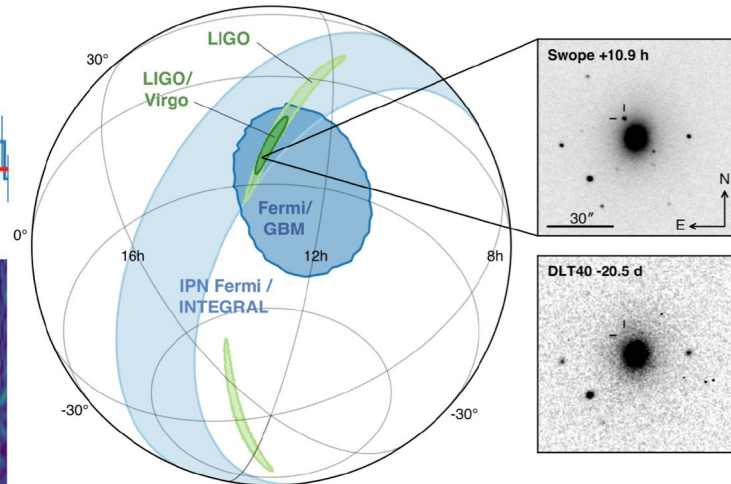 LIGO
LIGO/
Virgo
Fermi/
GBM
IPN Fermi /
INTEGRAL
30°
30°
0°
16h
12h
8h
-30°
-30°
Swope +10.9 h
30″
N
E
DLT40 -20.5 d